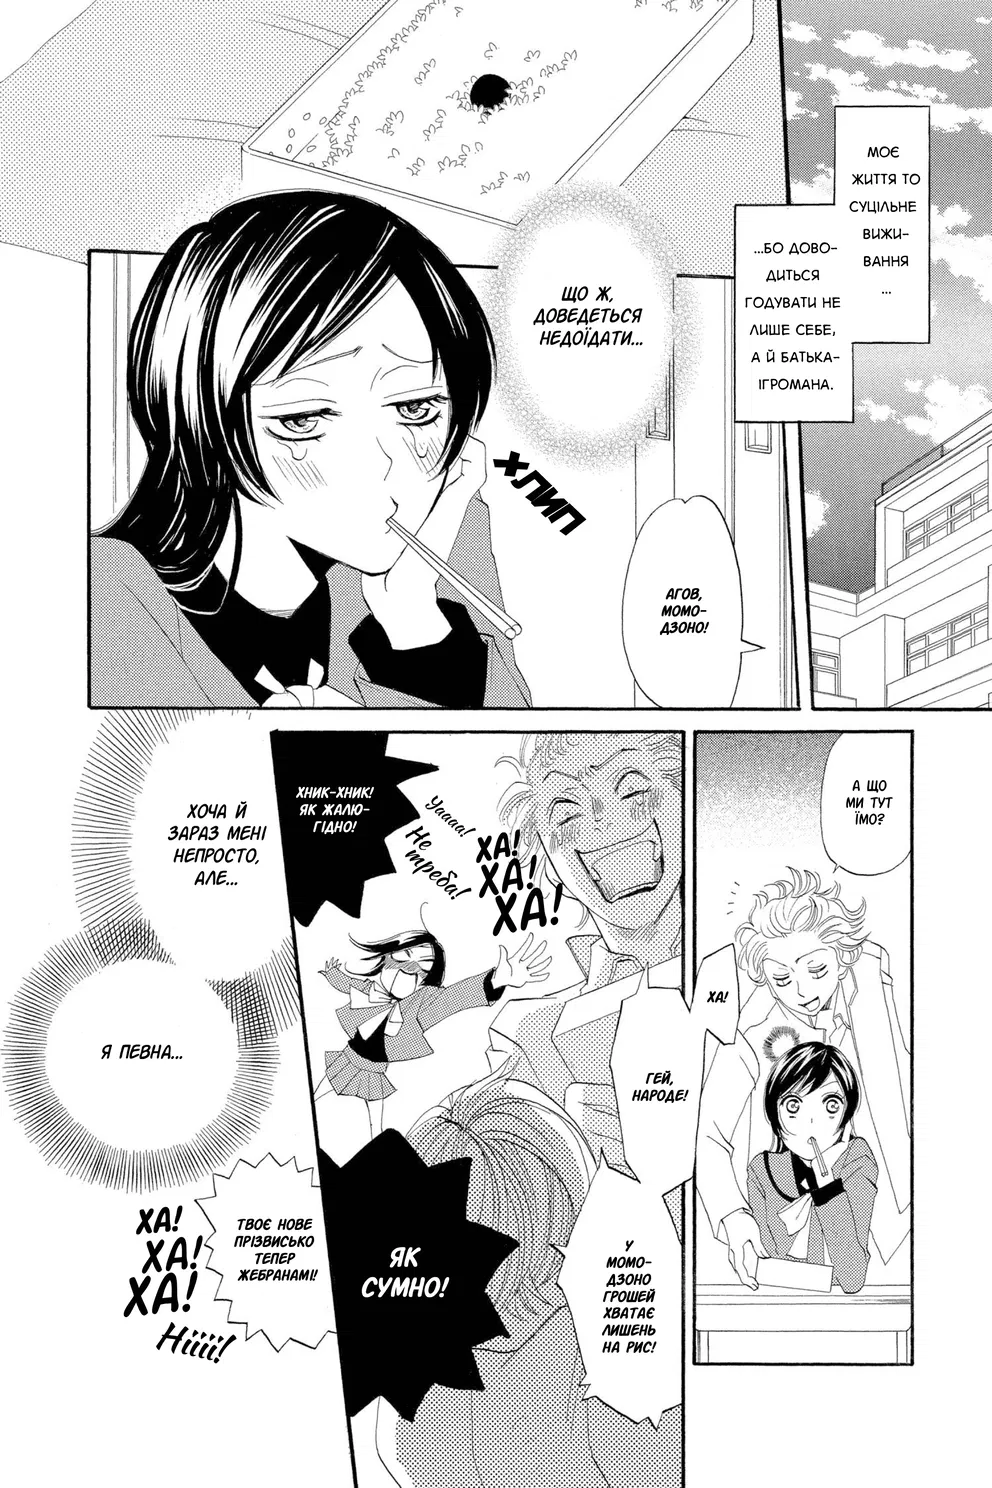 МОЄ
ЖИТТЯ ТО
СУЦІЛЬНЕ
ВИЖИ-
ВАННЯ
...
...БО ДОВО-
ДИТЬСЯ
ГОДУВАТИ НЕ
ЛИШЕ СЕБЕ,
А Й БАТЬКА-
ІГРОМАНА.
ЩО Ж,
ДОВЕДЕТЬСЯ
НЕДОЇДАТИ...
ХЛИП
АГОВ,
МОМО-
ДЗОНО!
А ЩО
МИ ТУТ
ЇМО?
ХА!
ГЕЙ,
НАРОДЕ!
У
МОМО-
ДЗОНО
ГРОШЕЙ
ХВАТАЄ
ЛИШЕНЬ
НА РИС!
ХА!
ХА!
ХА!
Уаааа!
Не
треба!
ХНИК-ХНИК!
ЯК ЖАЛЮ-
ГІДНО!
ЯК
СУМНО!
ТВОЄ НОВЕ
ПРІЗВИСЬКО
ТЕПЕР
ЖЕБРАНАМІ!
ХА!
ХА!
ХА!
Ніііі!
ХОЧА Й
ЗАРАЗ МЕНІ
НЕПРОСТО,
АЛЕ...
Я ПЕВНА...